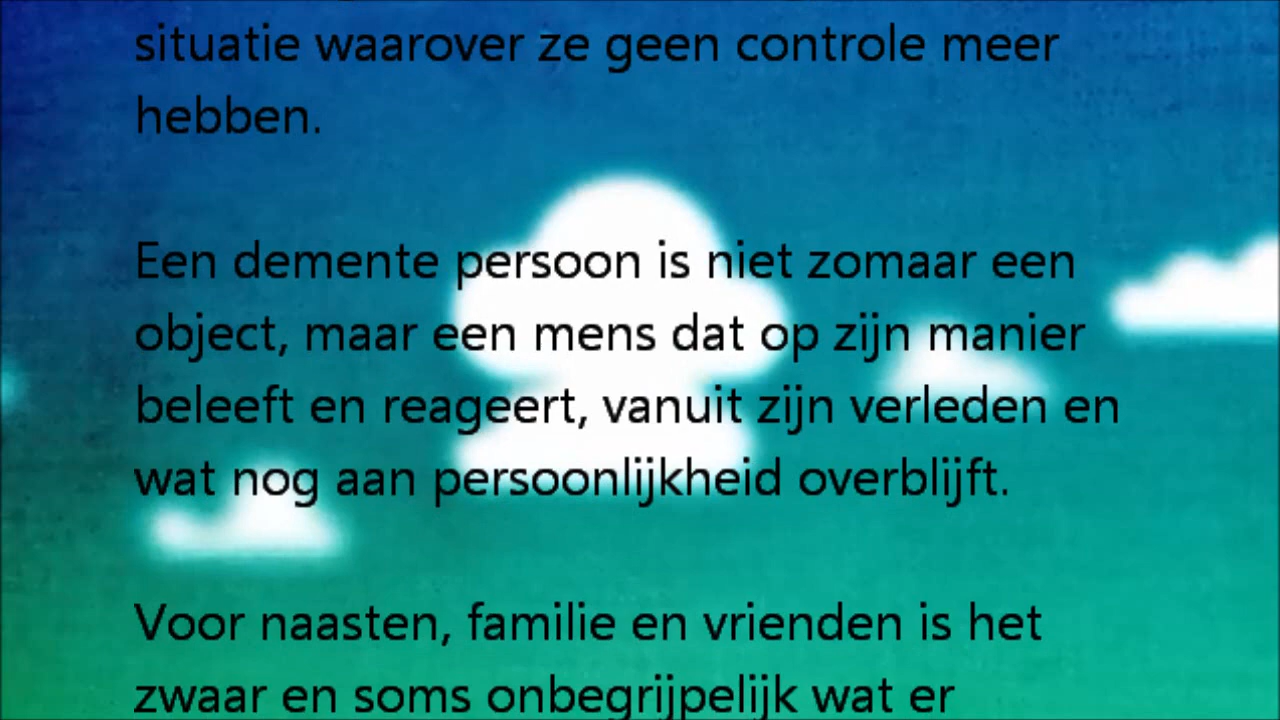 situatie waarover ze geen controle meer
hebben.
Een demente persoon is niet zomaar een
object, maar een mens dat op zijn manier
beleeft en reageert, vanuit zijn verleden en
wat nog aan persoonlijkheid overblijft.
Voor naasten, familie en vrienden is het
zwaar en soms onbegrijpelijk wat er